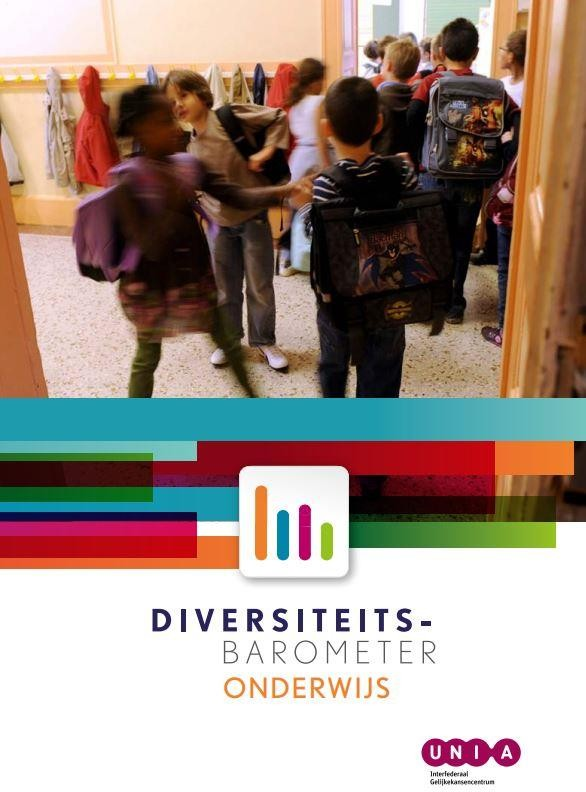 DIVERSITEITS-
BAROMETER
ONDERWIJS
UNIA
Interfederaal
Gelijkekansencentrum